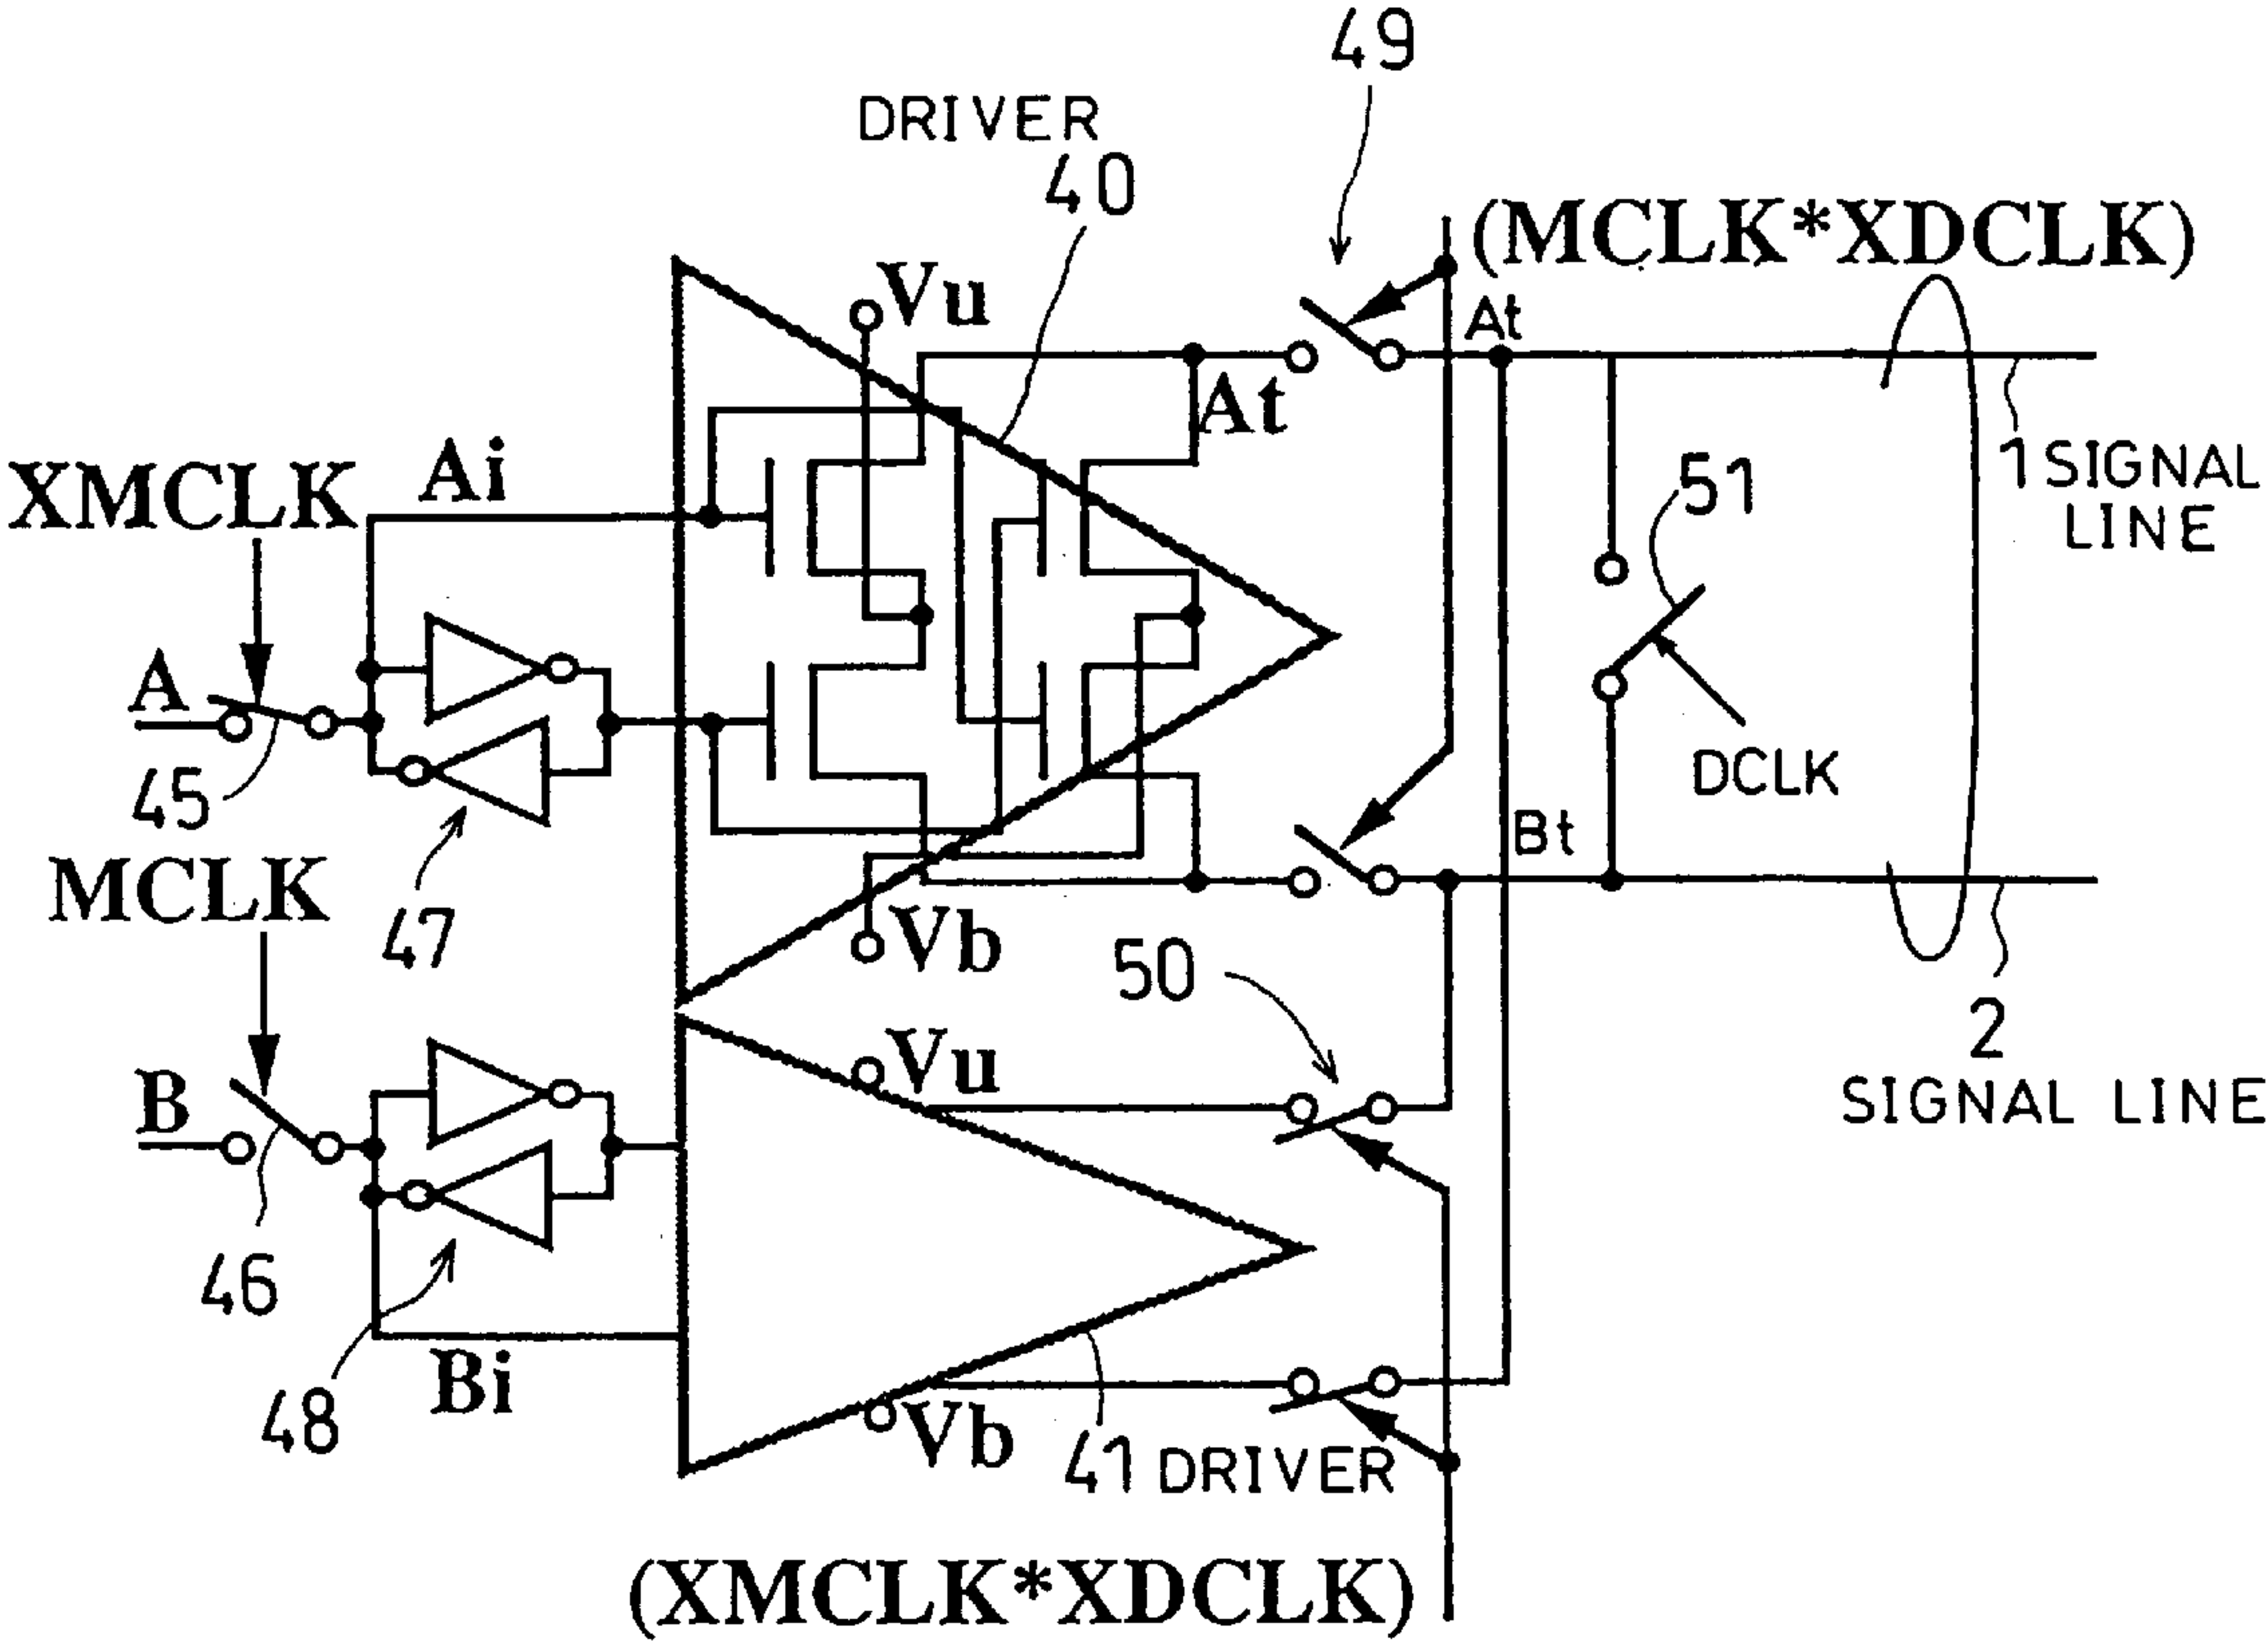 49
DRIVER
40
(MCLK*XDCLK)
Vu
At
At
Ai
XMCLK
1 SIGNAL
LINE
51
A
45
DCLK
Bt
MCLK
47
Vb
50
2
SIGNAL LINE
Vu
B
46
Bi
48
Vb
41 DRIVER
(XMCLK*XDCLK)